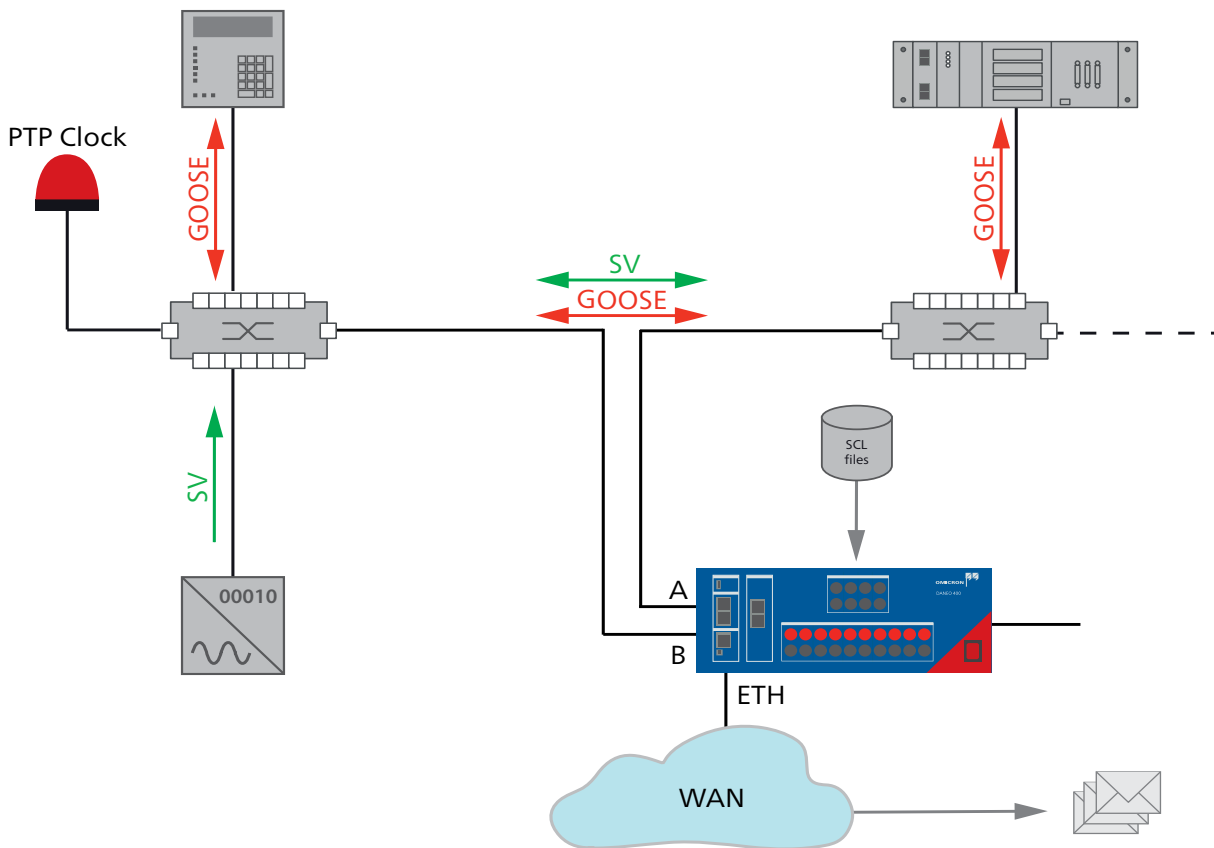 PTP Clock
GOOSE
GOOSE
SV
GOOSE
SV
SCL
files
00010
A
B
OMICRON
DANEO 400
ETH
WAN